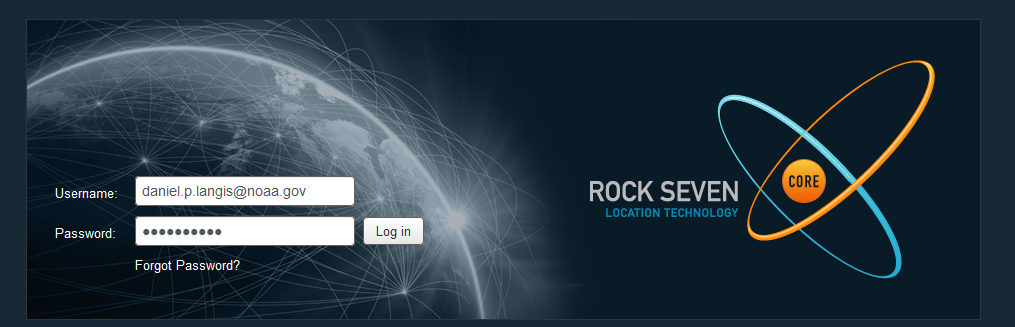 Username: daniel.p.langis@noaa.gov
Password: ●●●●●●●●●● Log in
Forgot Password?
ROCK SEVEN
LOCATION TECHNOLOGY
CORE